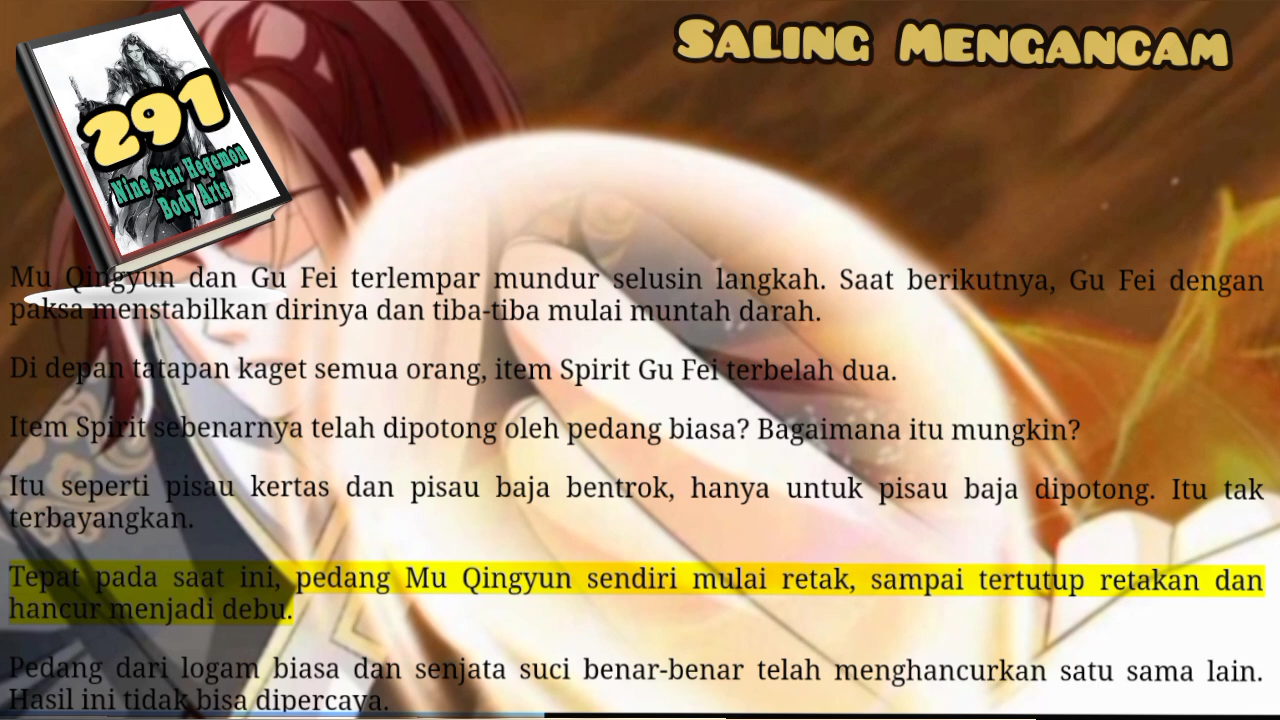 SALING MENGANCAM
291
Nine Star Hegemon
Body Arts
Mu Qingyun dan Gu Fei terlempar mundur selusin langkah. Saat berikutnya, Gu Fei dengan
paksa menstabilkan dirinya dan tiba-tiba mulai muntah darah.
Di depan tatapan kaget semua orang, item Spirit Gu Fei terbelah dua.
Item Spirit sebenarnya telah dipotong oleh pedang biasa? Bagaimana itu mungkin?
Itu seperti pisau kertas dan pisau baja bentrok, hanya untuk pisau baja dipotong. Itu tak
terbayangkan.
Tepat pada saat ini, pedang Mu Qingyun sendiri mulai retak, sampai tertutup retakan dan
hancur menjadi debu.
Pedang dari logam biasa dan senjata suci benar-benar telah menghancurkan satu sama lain.
Hasil ini tidak bisa dipercaya.